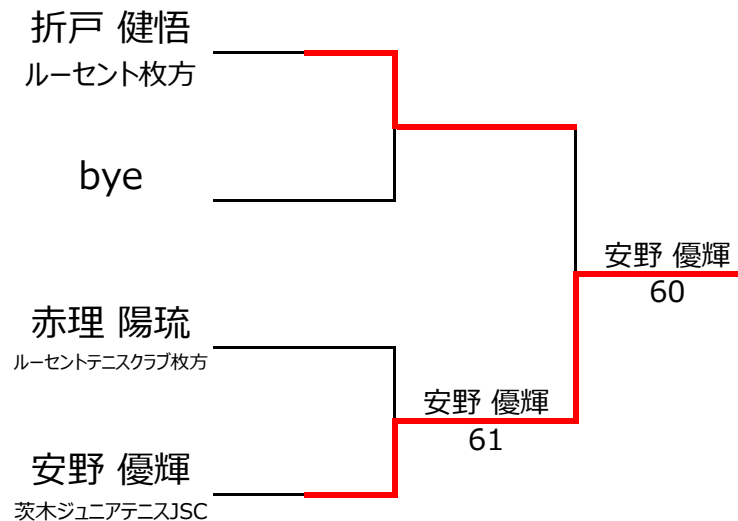 折戸 健悟
ルーセント枚方
bye
赤理 陽琉
ルーセントテニスクラブ枚方
安野 優輝
茨木ジュニアテニスJSC
安野 優輝
61
安野 優輝
60